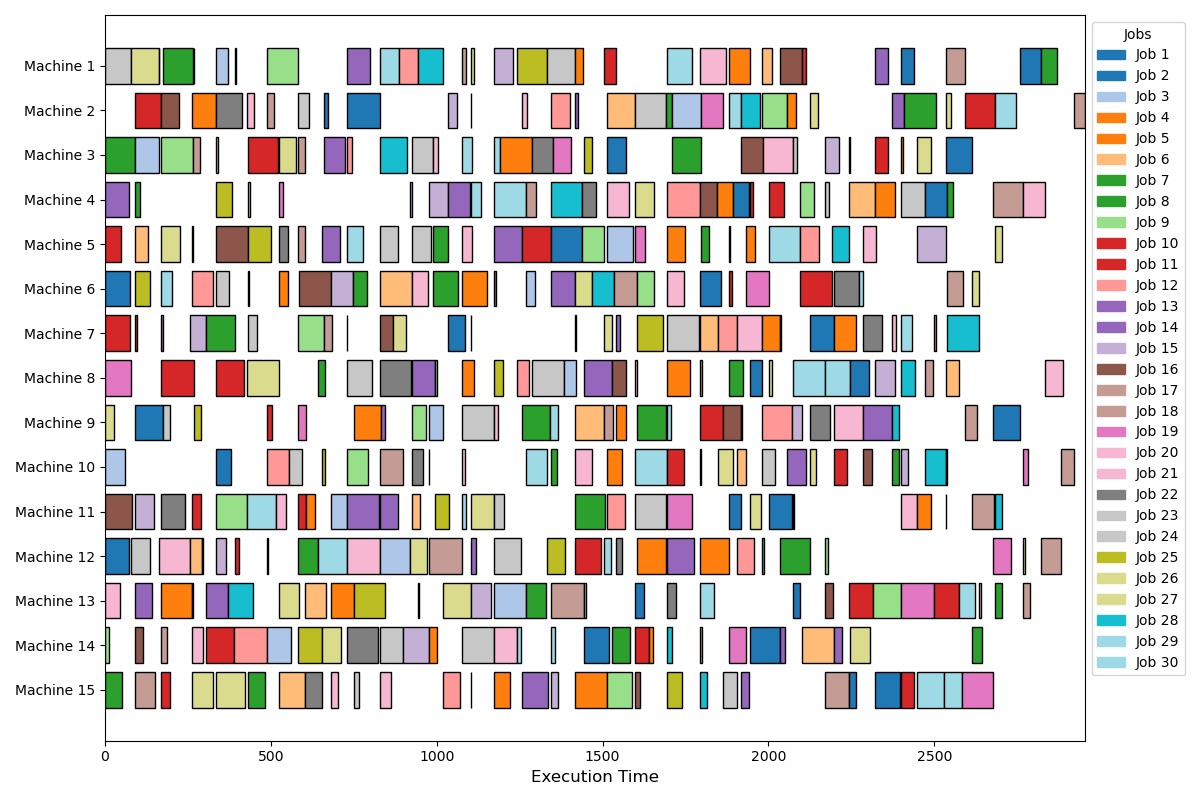 Machine 1
Machine 2
Machine 3
Machine 4
Machine 5
Machine 6
Machine 7
Machine 8
Machine 9
Machine 10
Machine 11
Machine 12
Machine 13
Machine 14
Machine 15
0 500 1000 1500 2000 2500
Execution Time
Jobs
Job 1
Job 2
Job 3
Job 4
Job 5
Job 6
Job 7
Job 8
Job 9
Job 10
Job 11
Job 12
Job 13
Job 14
Job 15
Job 16
Job 17
Job 18
Job 19
Job 20
Job 21
Job 22
Job 23
Job 24
Job 25
Job 26
Job 27
Job 28
Job 29
Job 30